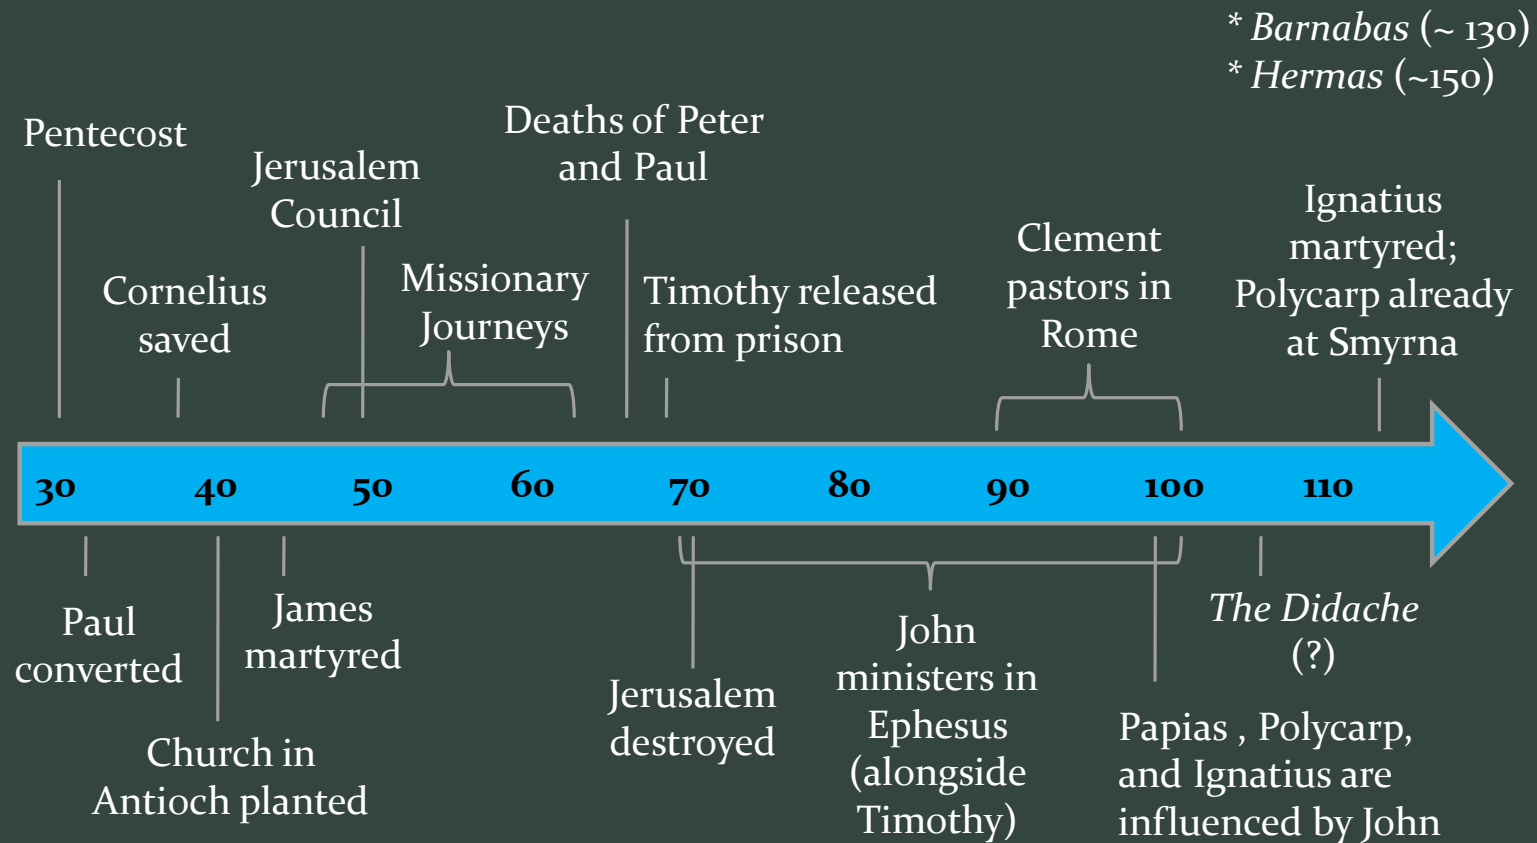 * Barnabas (~ 130)
* Hermas (~150)
Pentecost
Cornelius
saved
Jerusalem
Council
Missionary
Journeys
Deaths of Peter
and Paul
Timothy released
from prison
Clement
pastors in
Rome
Ignatius
martyred;
Polycarp already
at Smyrna
30 40 50 60 70 80 90 100 110
Paul
converted
Church in
Antioch planted
James
martyred
Jerusalem
destroyed
John
ministers in
Ephesus
(alongside
Timothy)
Papias , Polycarp,
and Ignatius are
influenced by John
The Didache
(?)